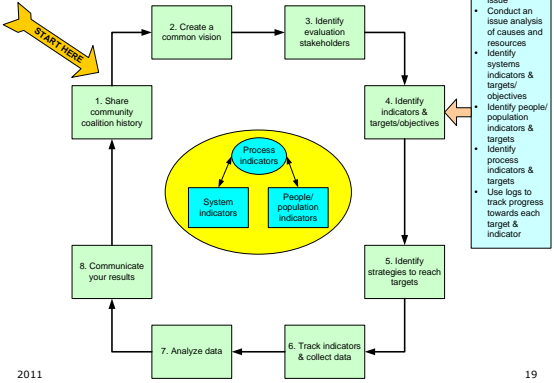 START HERE
1. Share
community
coalition history
2. Create a
common vision
3. Identify
evaluation
stakeholders
4. Identify
indicators &
targets/objectives
issue
• Conduct an
issue analysis
of causes and
resources
• Identify
systems
indicators &
targets/
objectives
• Identify people/
population
indicators &
targets
• Identify
process
indicators &
targets
• Use logs to
track progress
towards each
target &
indicator
Process
indicators
System
indicators
People/
population
indicators
5. Identify
strategies to reach
targets
6. Track indicators
& collect data
7. Analyze data
8. Communicate
your results
2011
19